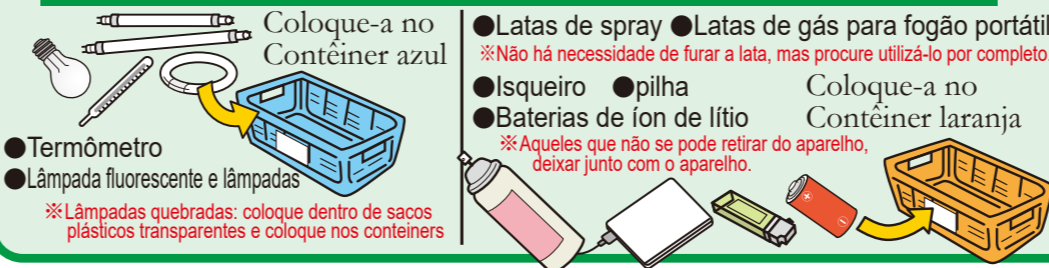 Coloque-a no
Contêiner azul
●Termômetro
●Lâmpada fluorescente e lâmpadas
※Lâmpadas quebradas: coloque dentro de sacos
plásticos transparentes e coloque nos conteiners
●Latas de spray ●Latas de gás para fogão portátil
※Não há necessidade de furar a lata, mas procure utilizá-lo por completo.
●Isqueiro ●pilha
●Baterias de íon de lítio
Coloque-a no
Contêiner laranja
※Aqueles que não se pode retirar do aparelho,
deixar junto com o aparelho.